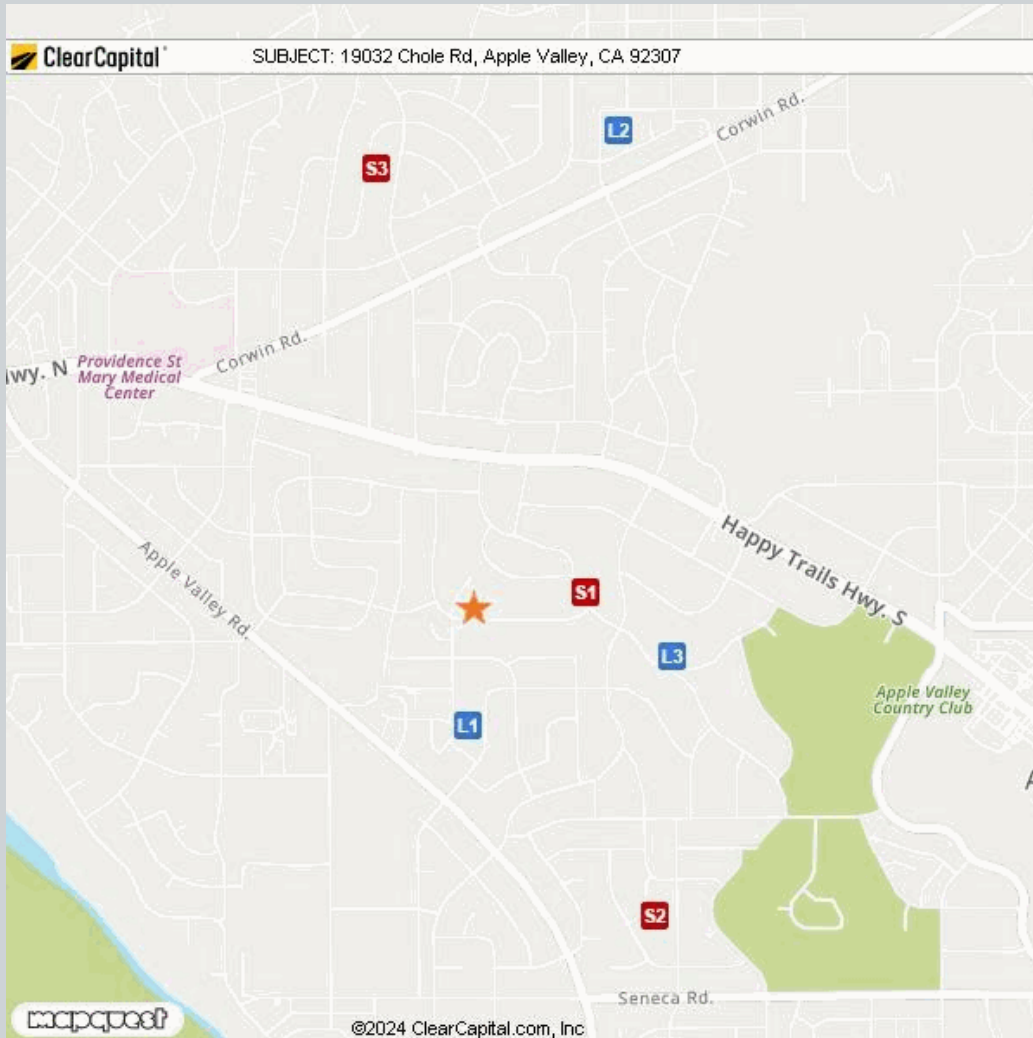 ClearCapital
SUBJECT: 19032 Chole Rd, Apple Valley, CA 92307
L2
Corwin Rd.
S3
Corwin Rd.
Hwy. N
Providence St
Mary Medical
Center
Happy Trails Hwy. S
Apple Valley Rd.
S1
L3
Apple Valley
Country Club
L1
A
S2
Seneca Rd.
mapquest
©2024 ClearCapital.com, Inc